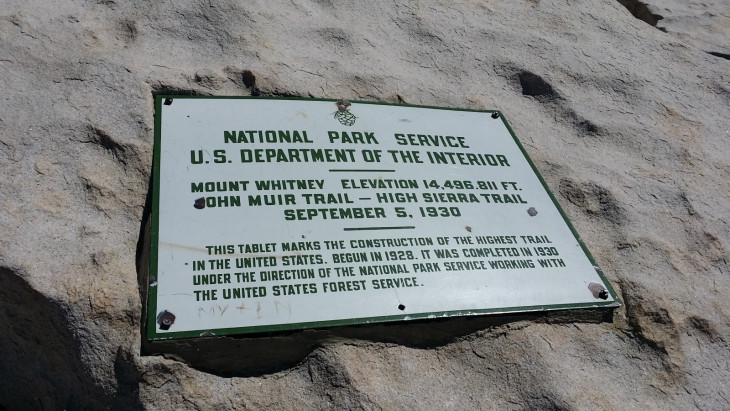 NATIONAL PARK SERVICE
U.S. DEPARTMENT OF THE INTERIOR
MOUNT WHITNEY ELEVATION 14,496.811 FT.
JOHN MUIR TRAIL — HIGH SIERRA TRAIL
SEPTEMBER 5, 1930
THIS TABLET MARKS THE CONSTRUCTION OF THE HIGHEST TRAIL
IN THE UNITED STATES. BEGUN IN 1928. IT WAS COMPLETED IN 1930
UNDER THE DIRECTION OF THE NATIONAL PARK SERVICE WORKING WITH
THE UNITED STATES FOREST SERVICE.